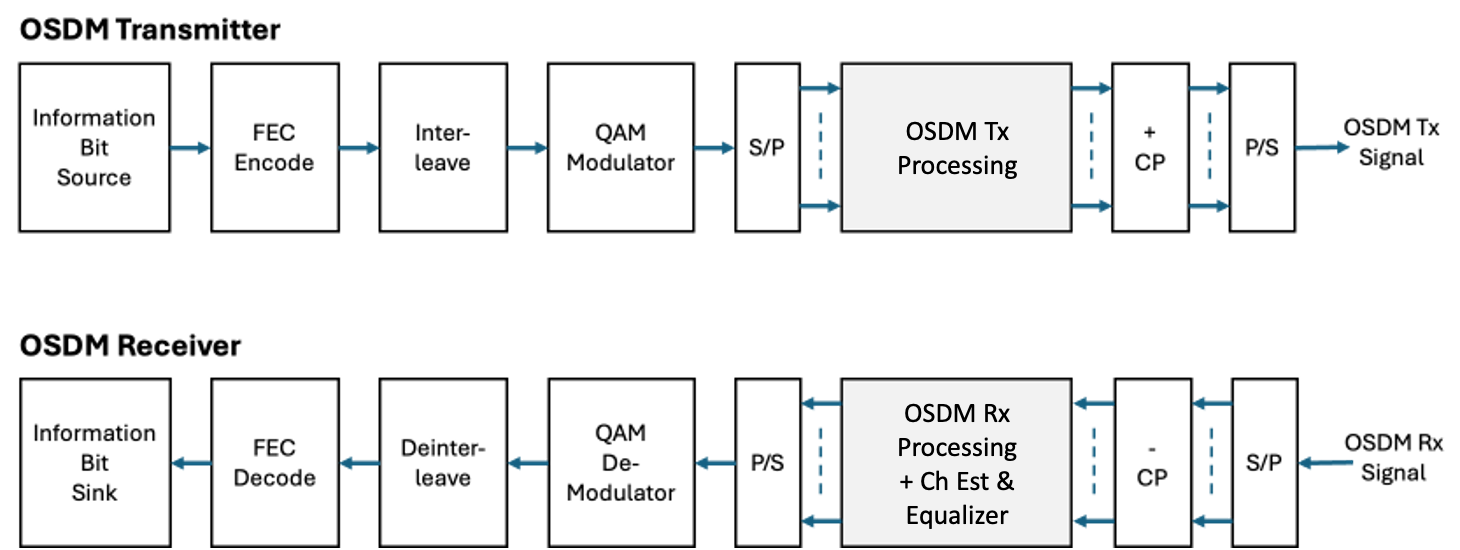 OSDM Transmitter
Information
Bit
Source
FEC
Encode
Inter-
leave
QAM
Modulator
S/P
OSDM Tx
Processing
+
CP
P/S
OSDM Tx
Signal
OSDM Receiver
Information
Bit
Sink
FEC
Decode
Deinter-
leave
QAM
De-
Modulator
P/S
OSDM Rx
Processing
+ Ch Est &
Equalizer
-
CP
S/P
OSDM Rx
Signal